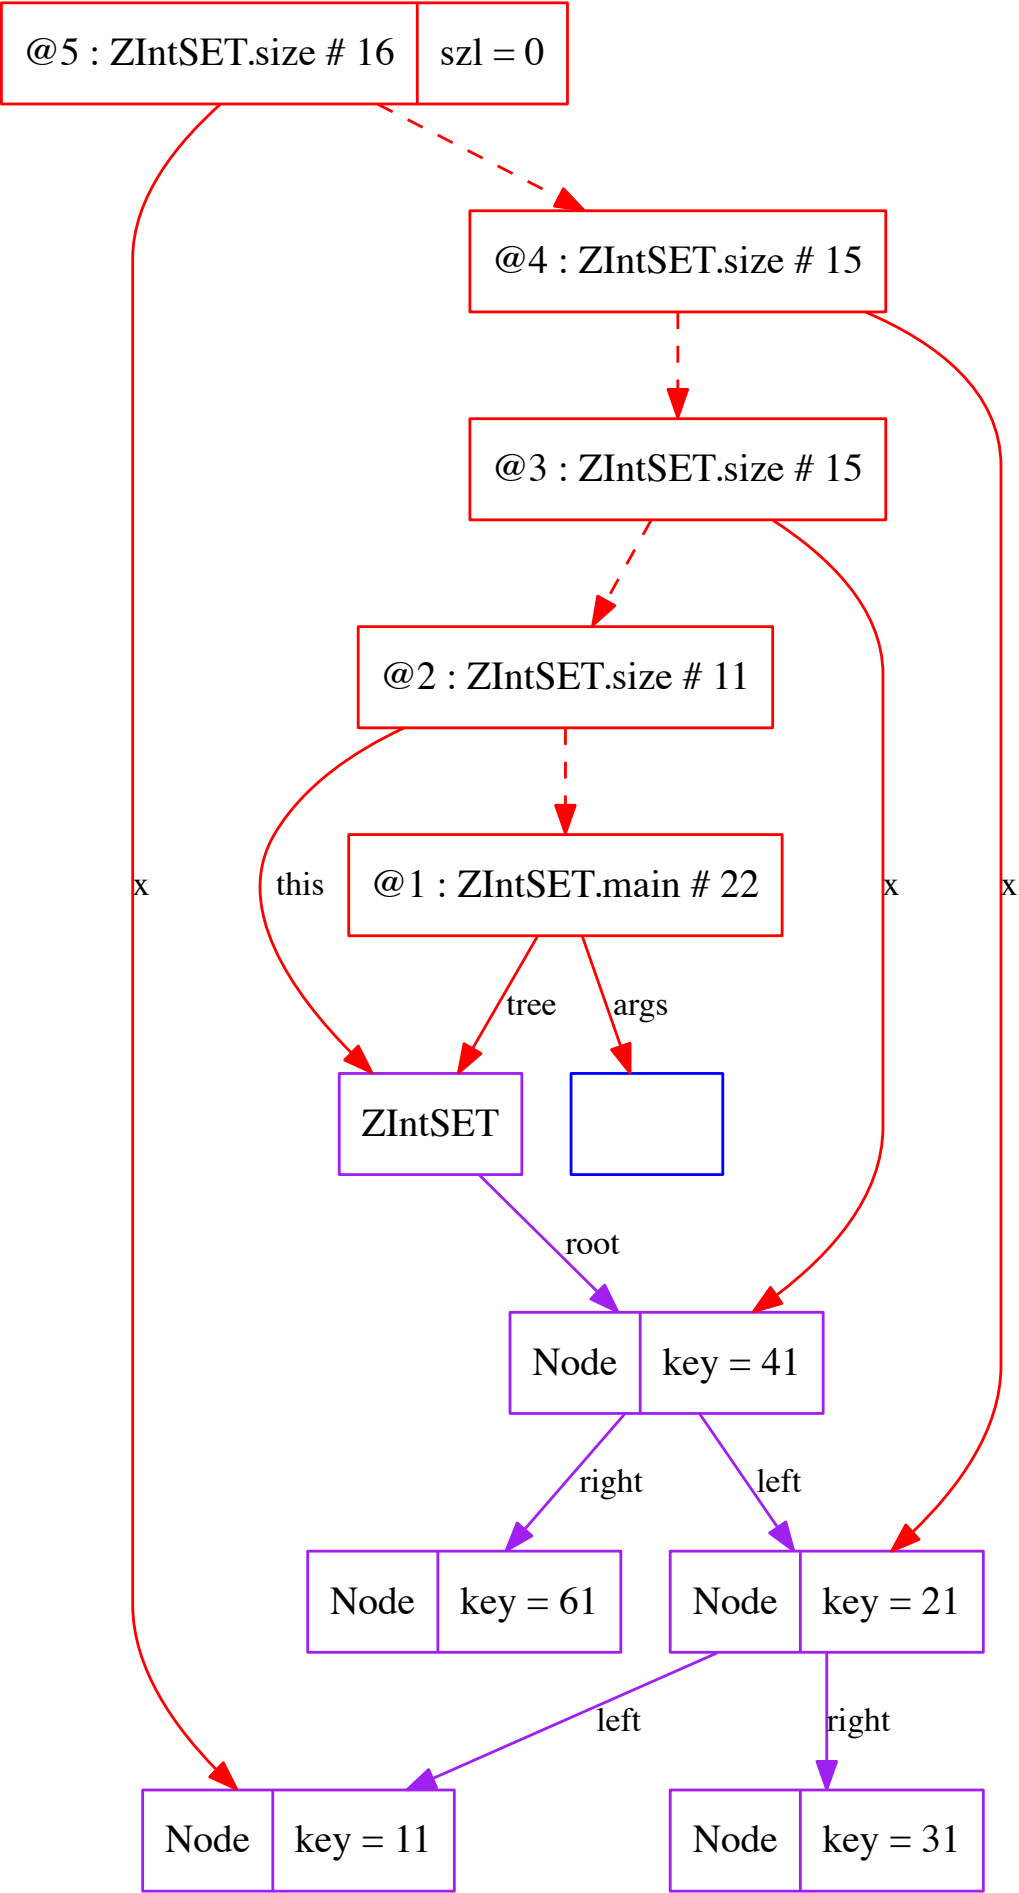 @5 : ZIntSET.size # 16 szl = 0
@4 : ZIntSET.size # 15
@3 : ZIntSET.size # 15
@2 : ZIntSET.size # 11
x
this
@1 : ZIntSET.main # 22
x
x
tree
args
ZIntSET
root
Node key = 41
right
left
Node key = 61
Node key = 21
left
right
Node key = 11
Node key = 31